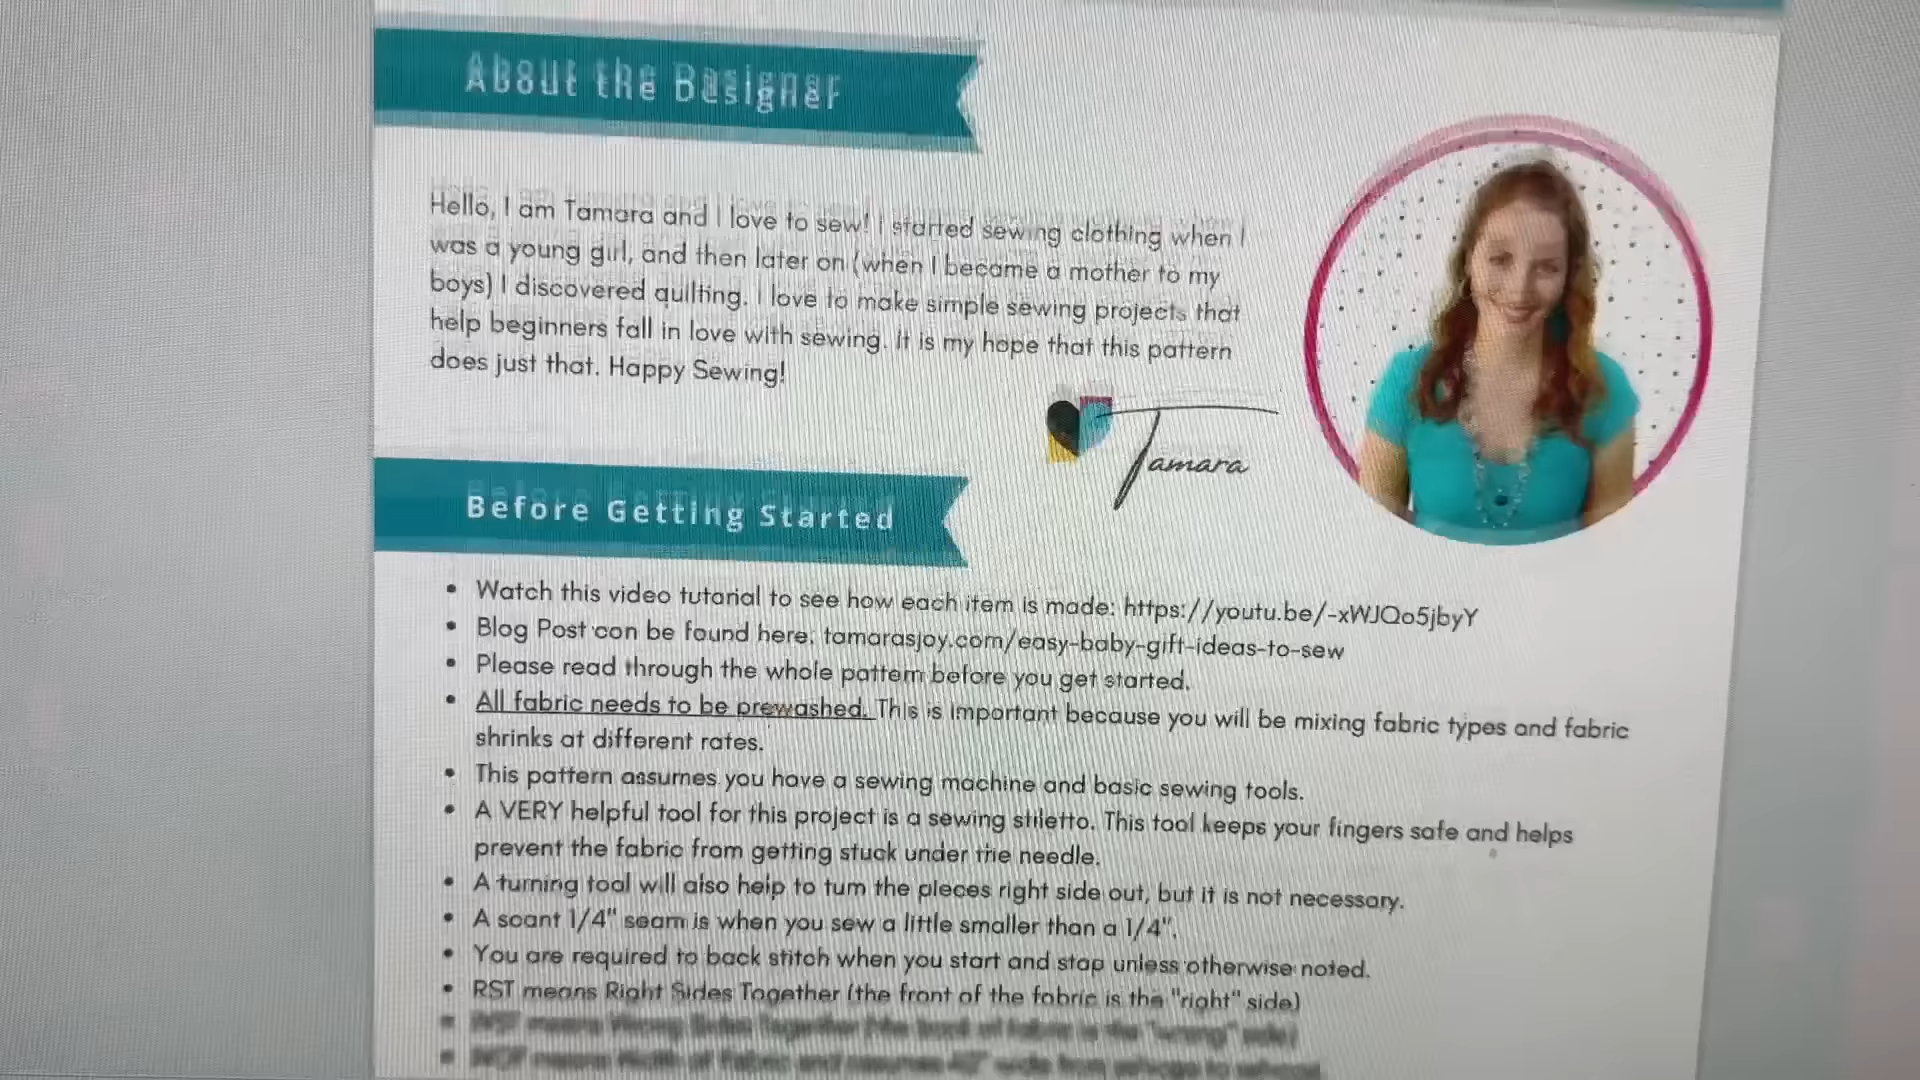 About the Designer
Hello, I am Tamara and I love to sew! I started sewing clothing when I
was a young girl, and then later on (when I became a mother to my
boys) I discovered quilting. I love to make simple sewing projects that
help beginners fall in love with sewing. It is my hope that this pattern
does just that. Happy Sewing!
Tamara
Before Getting Started
• Watch this video tutorial to see how each item is made: https://youtu.be/-xWJQo5jbyY
• Blog Post can be found here: tamarasjoy.com/easy-baby-gift-ideas-to-sew
• Please read through the whole pattern before you get started.
• All fabric needs to be prewashed. This is important because you will be mixing fabric types and fabric
shrinks at different rates.
• This pattern assumes you have a sewing machine and basic sewing tools.
• A VERY helpful tool for this project is a sewing stiletto. This tool keeps your fingers safe and helps
prevent the fabric from getting stuck under the needle.
• A turning tool will also help to turn the pieces right side out, but it is not necessary.
• A scant 1/4" seam is when you sew a little smaller than a 1/4".
• You are required to back stitch when you start and stop unless otherwise noted.
• RST means Right Sides Together (the front of the fabric is the "right" side)